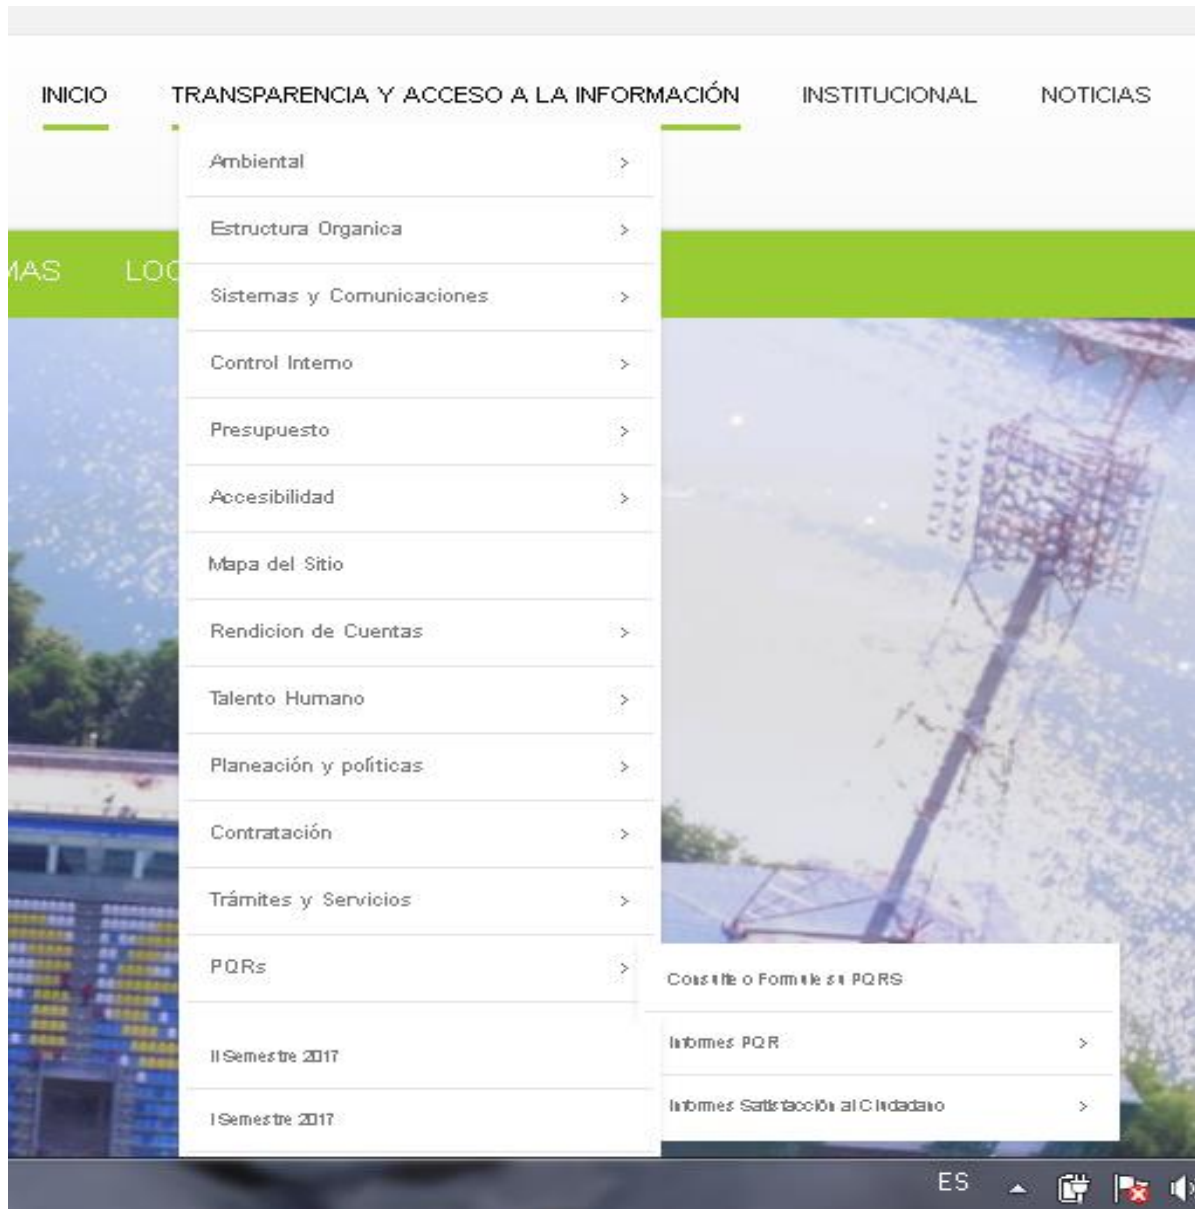 INICIO TRANSPARENCIA Y ACCESO A LA INFORMACIÓN INSTITUCIONAL NOTICIAS
MAS LOC
Ambiental >
Estructura Organica >
Sistemas y Comunicaciones >
Control Interno >
Presupuesto >
Accesibilidad >
Mapa del Sitio
Rendicion de Cuentas >
Talento Humano >
Planeación y políticas >
Contratación >
Trámites y Servicios >
PQRs >
Consulte o Formule su PQRS
Informes PQR >
Informes Satisfacción al Ciudadano >
II Semestre 2017
I Semestre 2017
ES